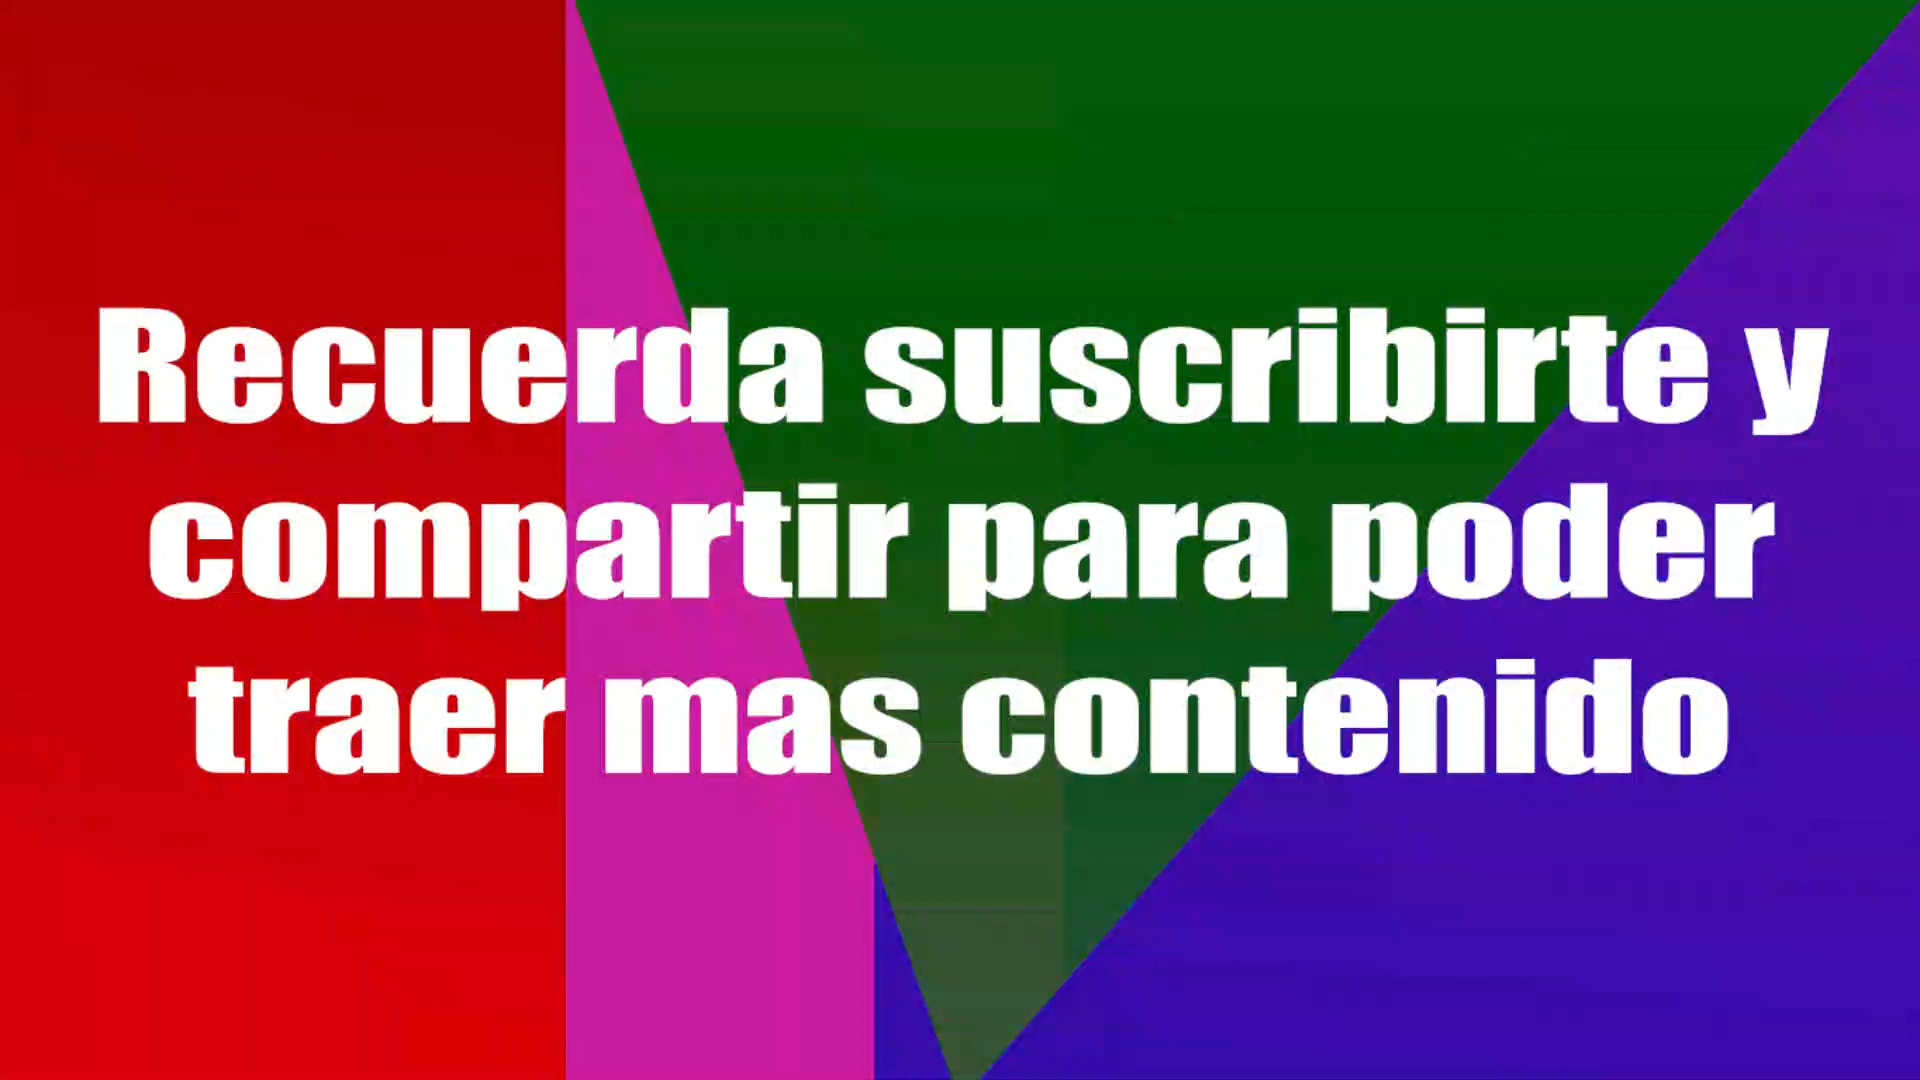 Recuerda suscribirte y
compartir para poder
traer mas contenido